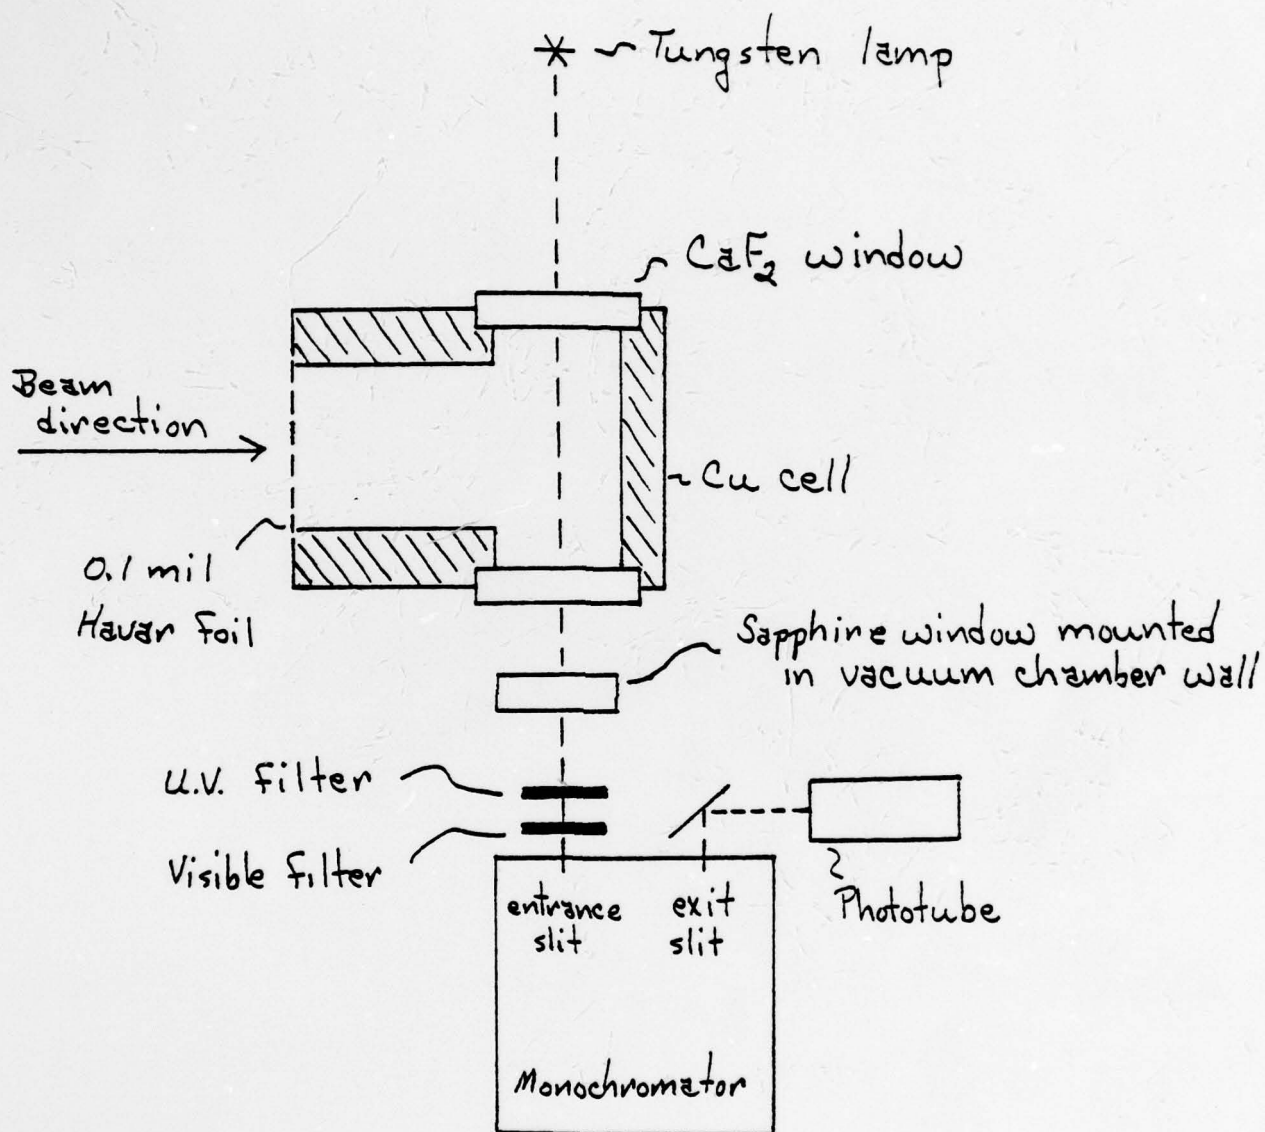 Tungsten lamp
CaF2 window
Beam
direction
Cu cell
0.1 mil
Havar foil
Sapphire window mounted
in vacuum chamber wall
U.V. filter
Visible filter
entrance
slit
exit
slit
Phototube
Monochromator